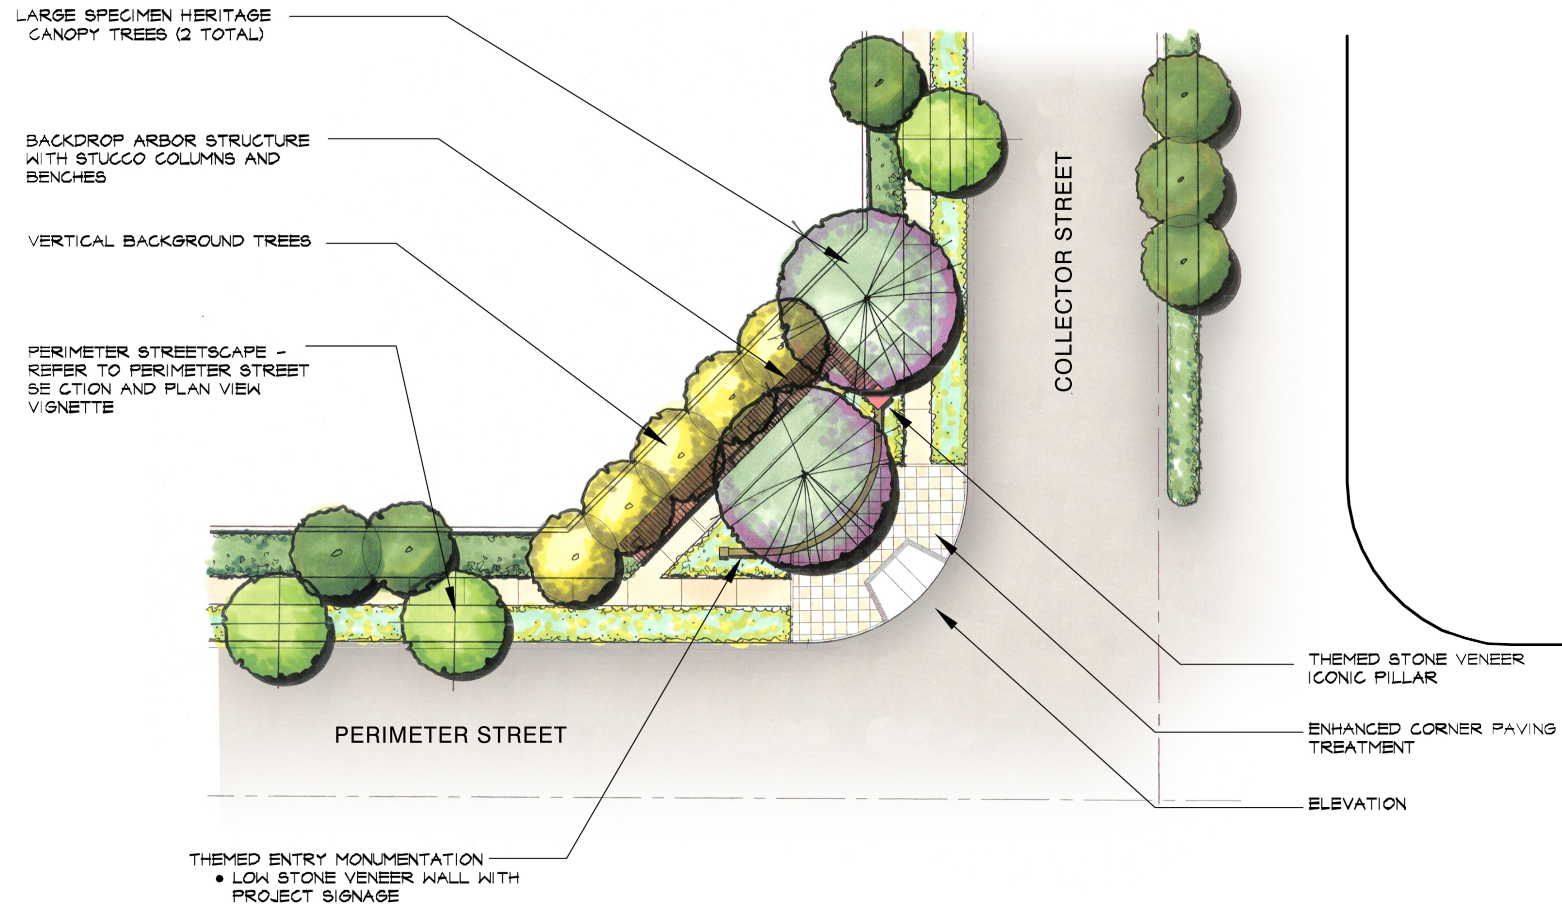 LARGE SPECIMEN HERITAGE
CANOPY TREES (2 TOTAL)
BACKDROP ARBOR STRUCTURE
WITH STUCCO COLUMNS AND
BENCHES
VERTICAL BACKGROUND TREES
PERIMETER STREETSCAPE -
REFER TO PERIMETER STREET
SE CTION AND PLAN VIEW
VIGNETTE
COLLECTOR STREET
PERIMETER STREET
THEMED STONE VENEER
ICONIC PILLAR
ENHANCED CORNER PAVING
TREATMENT
ELEVATION
THEMED ENTRY MONUMENTATION
• LOW STONE VENEER WALL WITH
PROJECT SIGNAGE